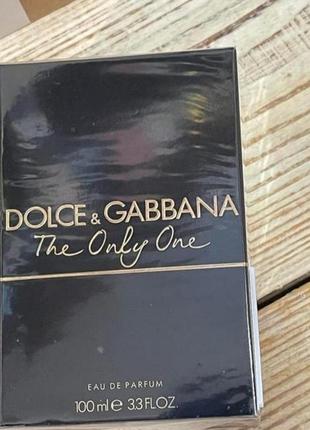 DOLCE & GABBANA
The Only One
EAU DE PARFUM
100 ml e 3.3 FL.OZ.